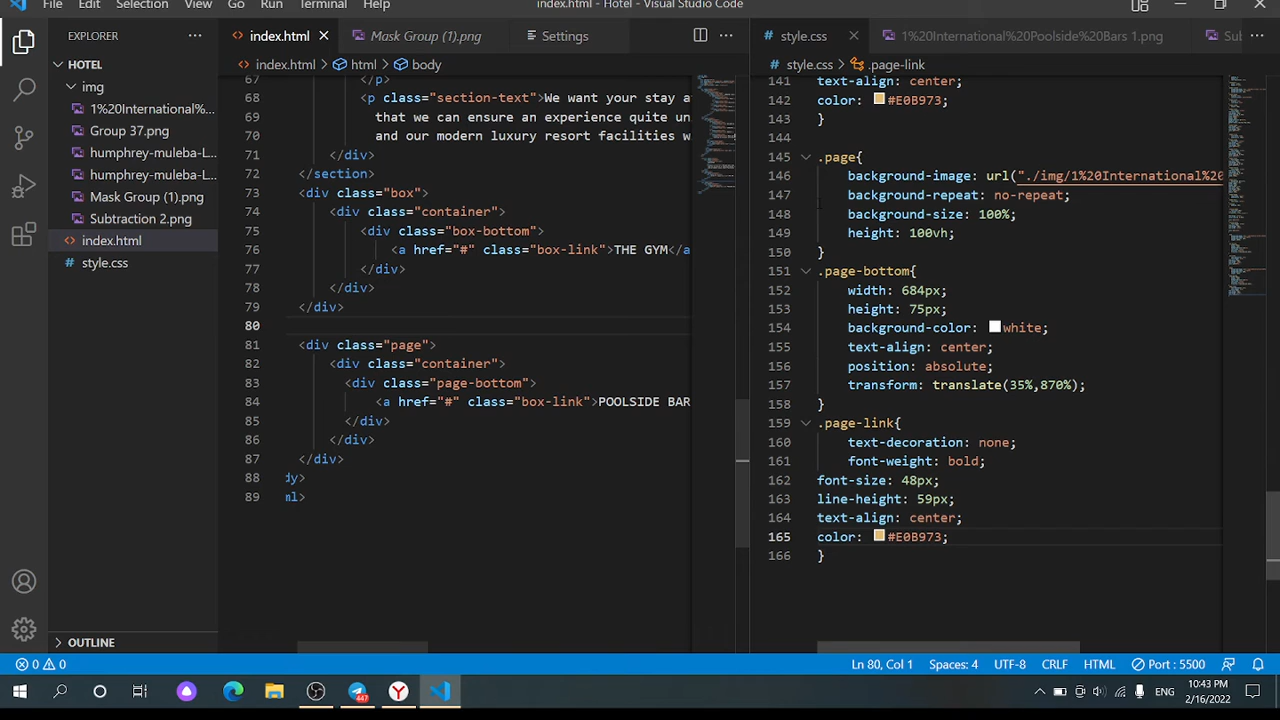 File Edit Selection View Go Run Terminal Help index.html - Hotel - Visual Studio Code
EXPLORER
HOTEL
img
1%20International%...
Group 37.png
humphrey-muleba-L...
humphrey-muleba-L...
Mask Group (1).png
Subtraction 2.png
index.html
style.css
OUTLINE
index.html Mask Group (1).png Settings
index.html > html > body
67 </p>
68 <p class="section-text">We want your stay a
69 that we can ensure an experience quite un
70 and our modern luxury resort facilities w
71 </div>
72 </section>
73 <div class="box">
74 <div class="container">
75 <div class="box-bottom">
76 <a href="#" class="box-link">THE GYM</a
77 </div>
78 </div>
79 </div>
80
81 <div class="page">
82 <div class="container">
83 <div class="page-bottom">
84 <a href="#" class="box-link">POOLSIDE BAR
85 </div>
86 </div>
87 </div>
88 dy>
89 ml>
style.css 1%20International%20Poolside%20Bars 1.png Su
style.css > .page-link
141 text-align: center;
142 color: #E0B973;
143 }
144
145 .page{
146 background-image: url("./img/1%20International%20
147 background-repeat: no-repeat;
148 background-size: 100%;
149 height: 100vh;
150 }
151 .page-bottom{
152 width: 684px;
153 height: 75px;
154 background-color: white;
155 text-align: center;
156 position: absolute;
157 transform: translate(35%,870%);
158 }
159 .page-link{
160 text-decoration: none;
161 font-weight: bold;
162 font-size: 48px;
163 line-height: 59px;
164 text-align: center;
165 color: #E0B973;
166 }
0 0 Ln 80, Col 1 Spaces: 4 UTF-8 CRLF HTML Port : 5500
447 ENG 10:43 PM
2/16/2022